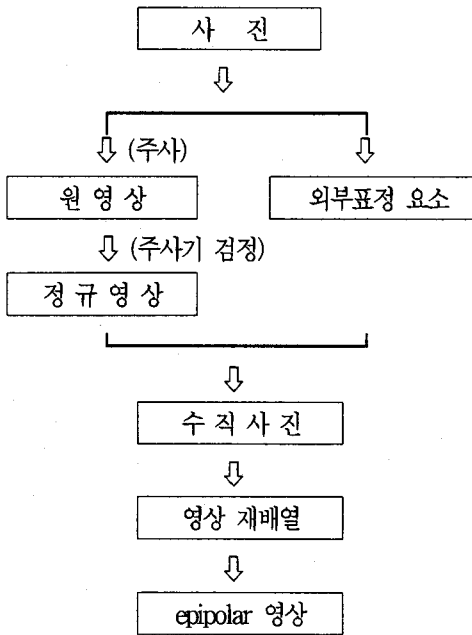 사 진
(주사)
원 영 상
외부표정 요소
(주사기 검정)
정 규 영 상
수 직 사 진
영상 재배열
epipolar 영상